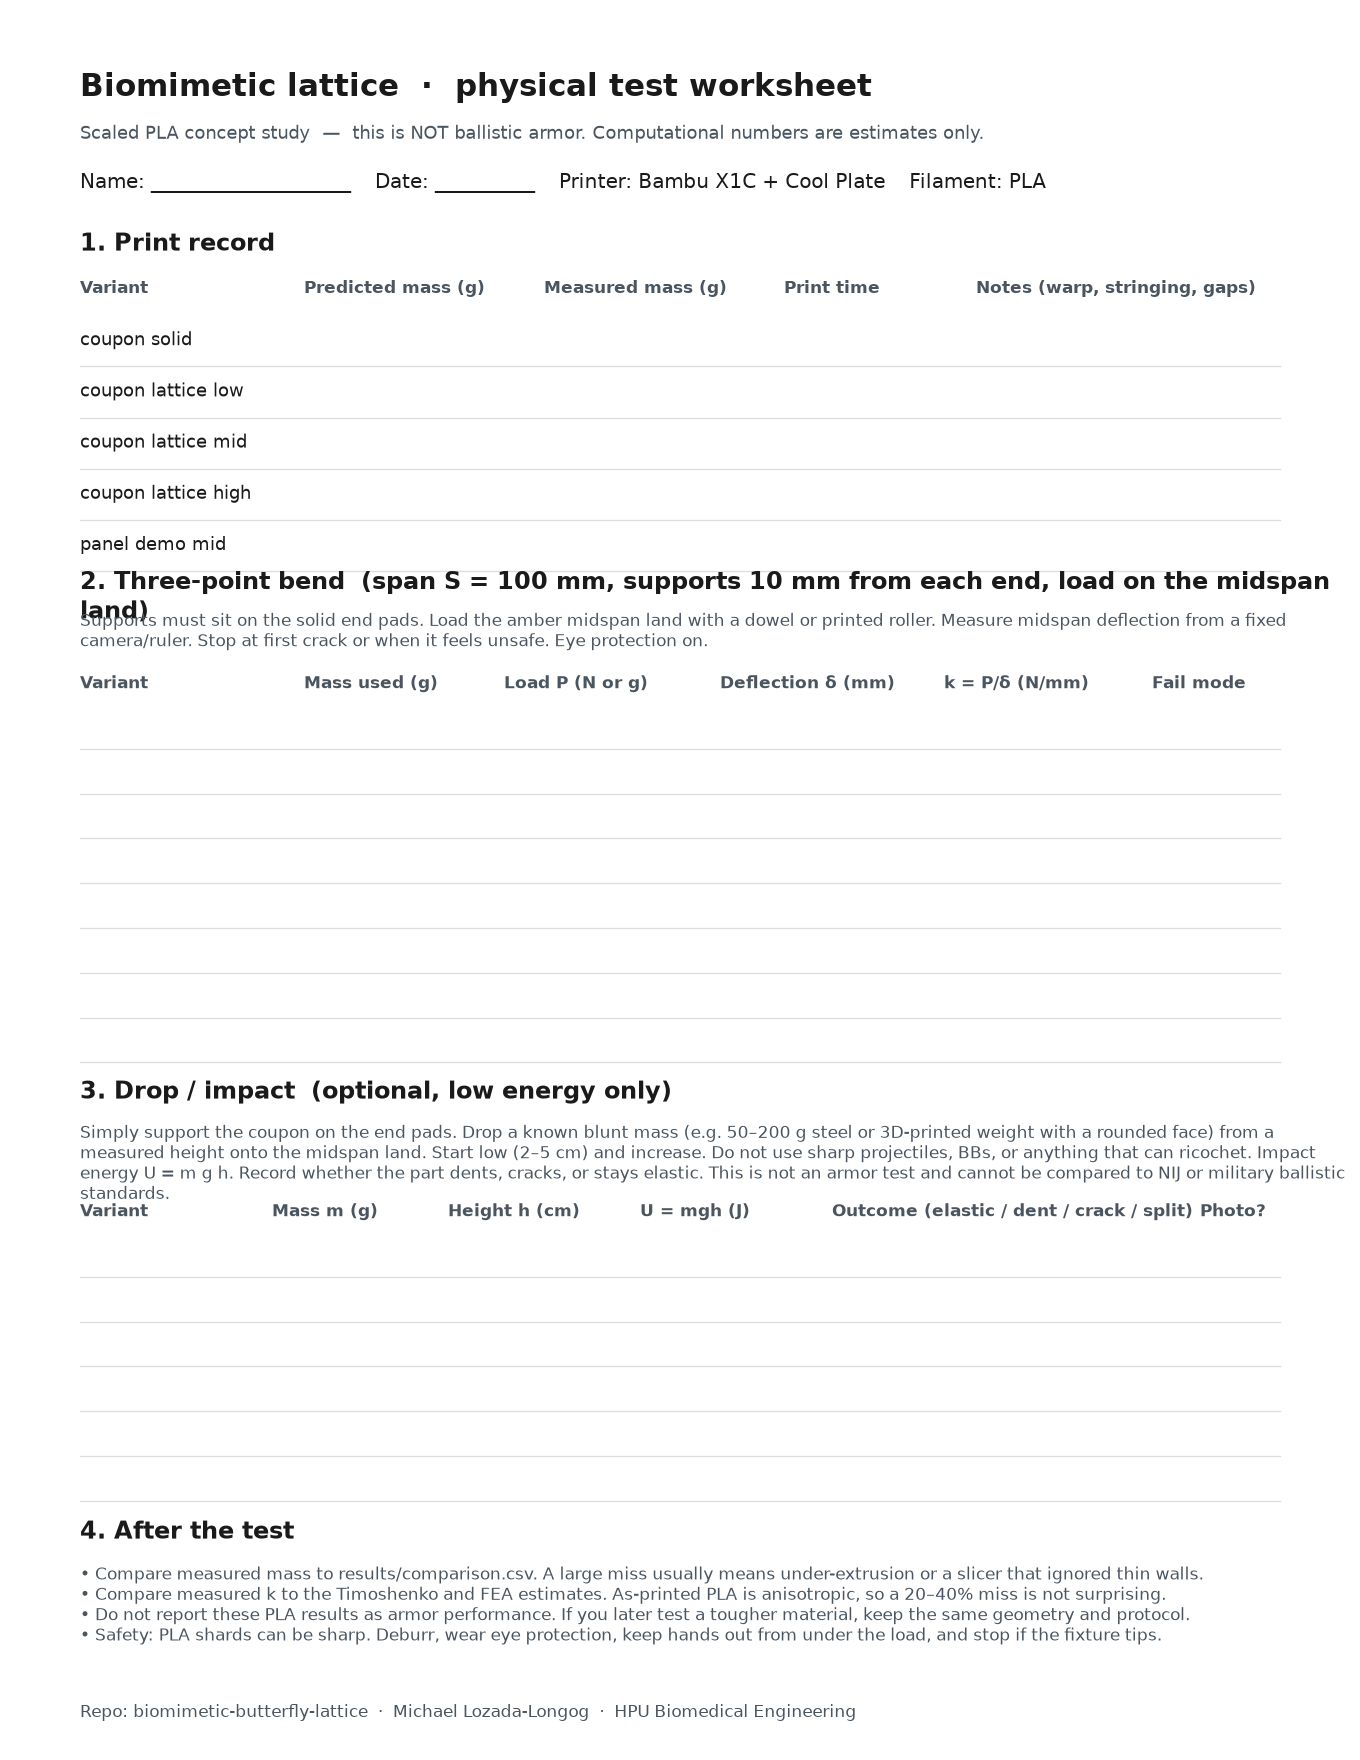 Biomimetic lattice · physical test worksheet
Scaled PLA concept study — this is NOT ballistic armor. Computational numbers are estimates only.
Name: ____________________ Date: __________ Printer: Bambu X1C + Cool Plate Filament: PLA
1. Print record
Variant Predicted mass (g) Measured mass (g) Print time Notes (warp, stringing, gaps)
coupon solid
coupon lattice low
coupon lattice mid
coupon lattice high
panel demo mid
2. Three-point bend (span S = 100 mm, supports 10 mm from each end, load on the midspan
land)
Supports must sit on the solid end pads. Load the amber midspan land with a dowel or printed roller. Measure midspan deflection from a fixed
camera/ruler. Stop at first crack or when it feels unsafe. Eye protection on.
Variant Mass used (g) Load P (N or g) Deflection δ (mm) k = P/δ (N/mm) Fail mode
3. Drop / impact (optional, low energy only)
Simply support the coupon on the end pads. Drop a known blunt mass (e.g. 50–200 g steel or 3D-printed weight with a rounded face) from a
measured height onto the midspan land. Start low (2–5 cm) and increase. Do not use sharp projectiles, BBs, or anything that can ricochet. Impact
energy U = m g h. Record whether the part dents, cracks, or stays elastic. This is not an armor test and cannot be compared to NIJ or military ballistic
standards.
Variant Mass m (g) Height h (cm) U = mgh (J) Outcome (elastic / dent / crack / split) Photo?
4. After the test
• Compare measured mass to results/comparison.csv. A large miss usually means under-extrusion or a slicer that ignored thin walls.
• Compare measured k to the Timoshenko and FEA estimates. As-printed PLA is anisotropic, so a 20–40% miss is not surprising.
• Do not report these PLA results as armor performance. If you later test a tougher material, keep the same geometry and protocol.
• Safety: PLA shards can be sharp. Deburr, wear eye protection, keep hands out from under the load, and stop if the fixture tips.
Repo: biomimetic-butterfly-lattice · Michael Lozada-Longog · HPU Biomedical Engineering